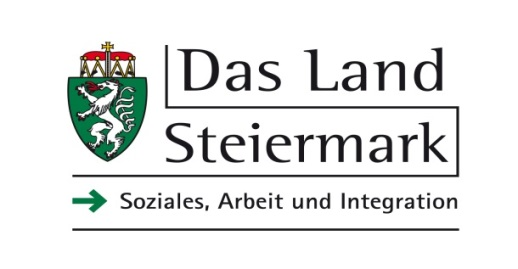 Das Land
Steiermark
Soziales, Arbeit und Integration